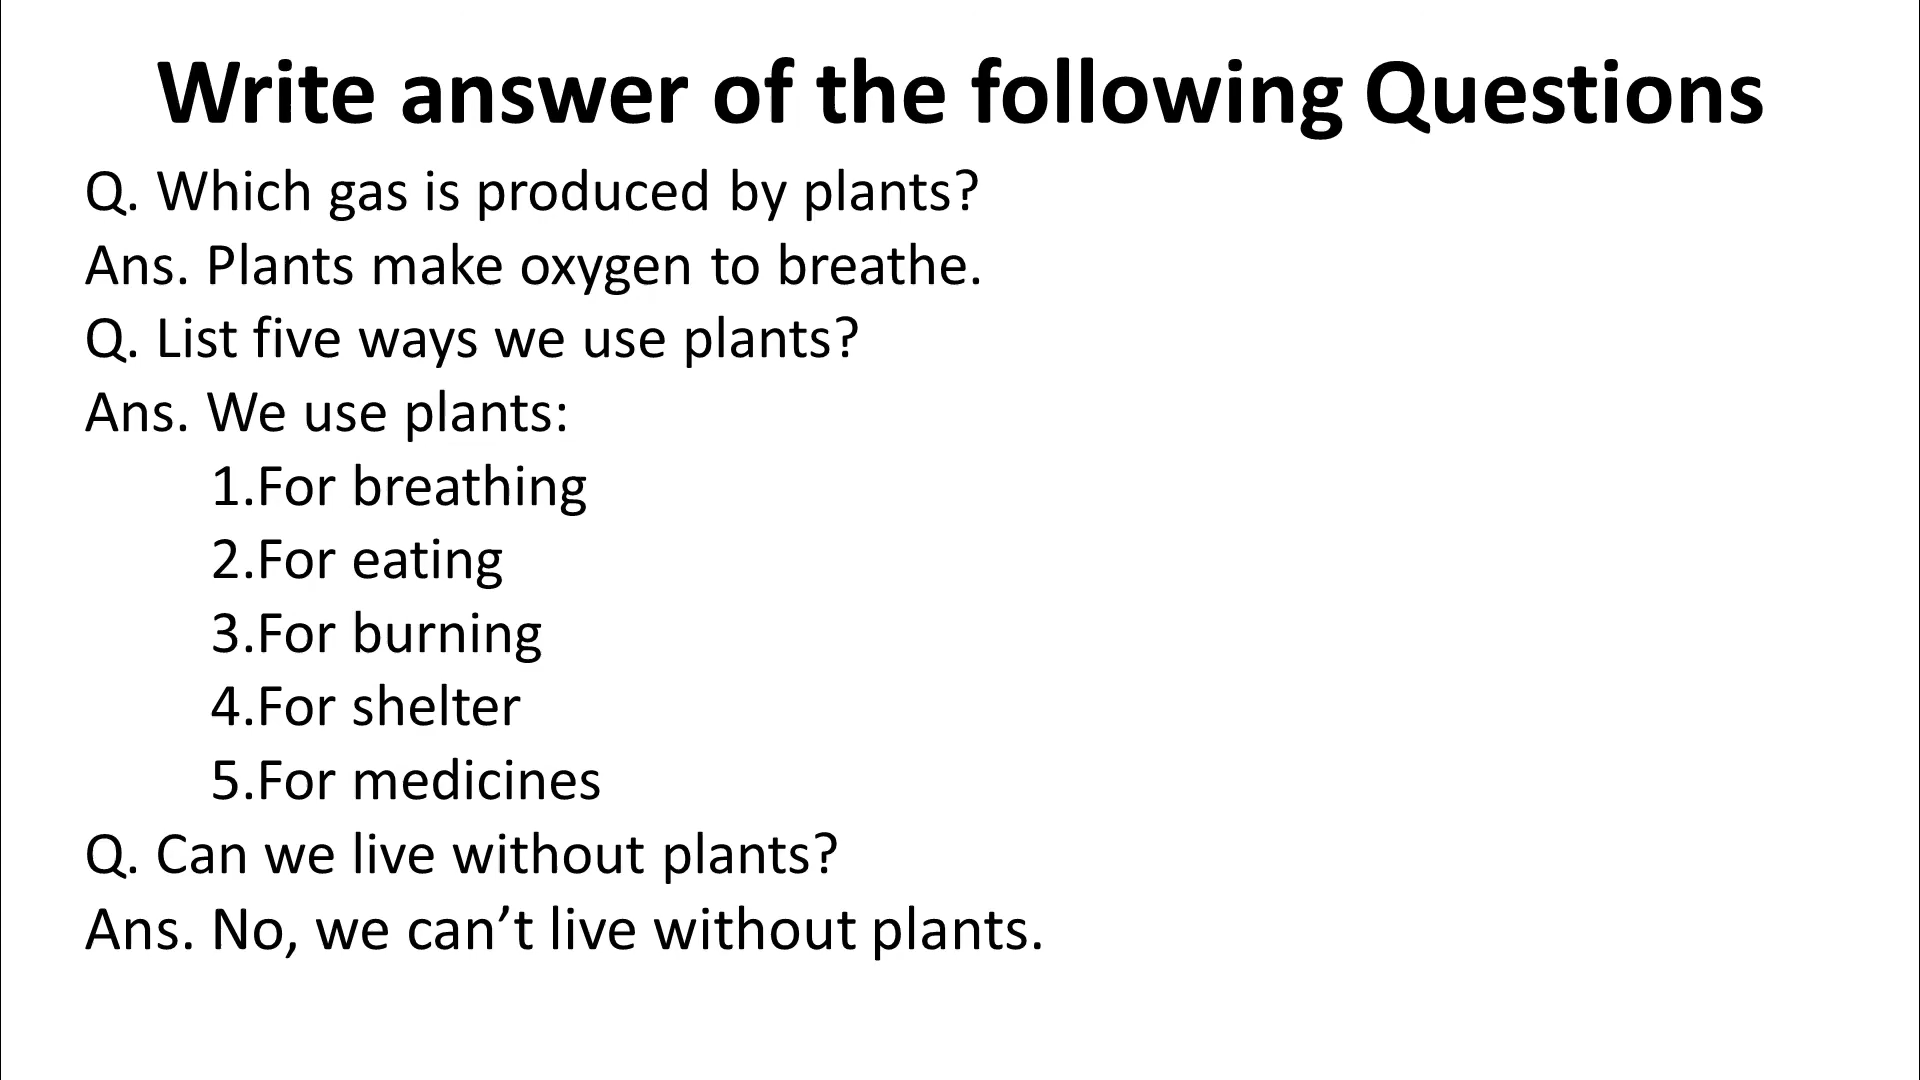 Write answer of the following Questions
Q. Which gas is produced by plants?
Ans. Plants make oxygen to breathe.
Q. List five ways we use plants?
Ans. We use plants:
1.For breathing
2.For eating
3.For burning
4.For shelter
5.For medicines
Q. Can we live without plants?
Ans. No, we can’t live without plants.